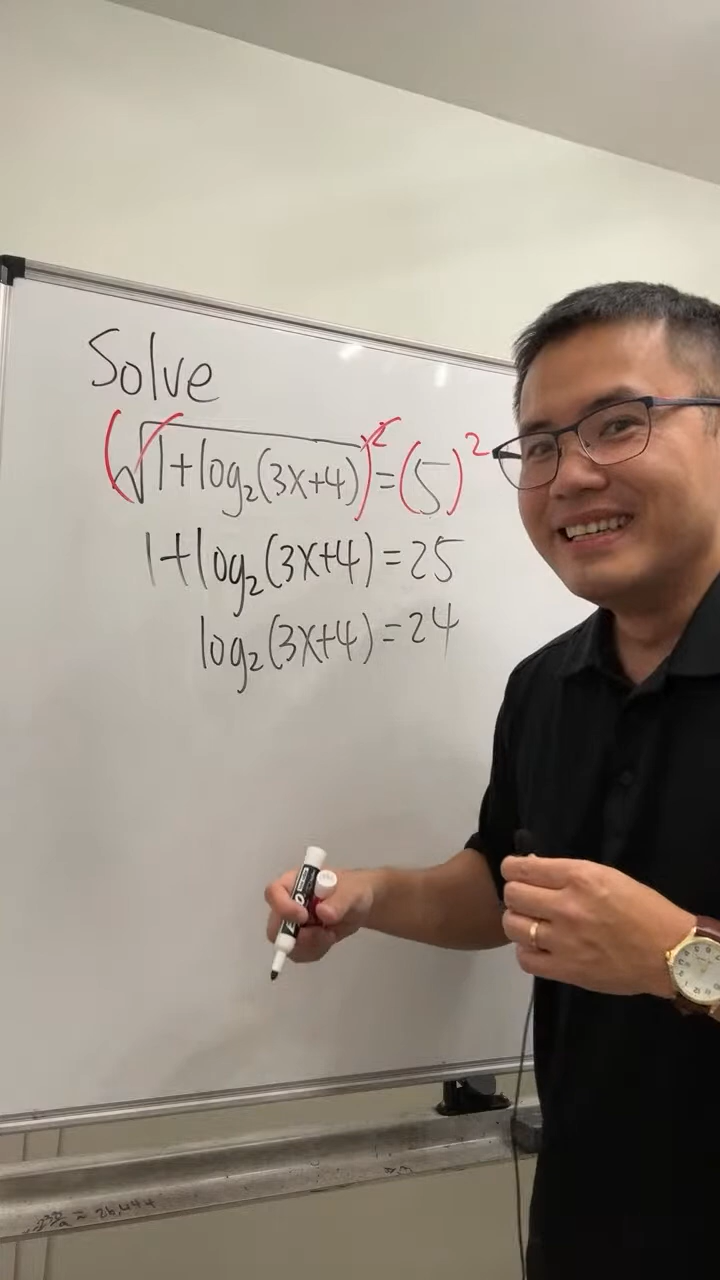 Solve
(√(1+log₂(3x+4)))² = (5)²
1+log₂(3x+4) = 25
log₂(3x+4) = 24